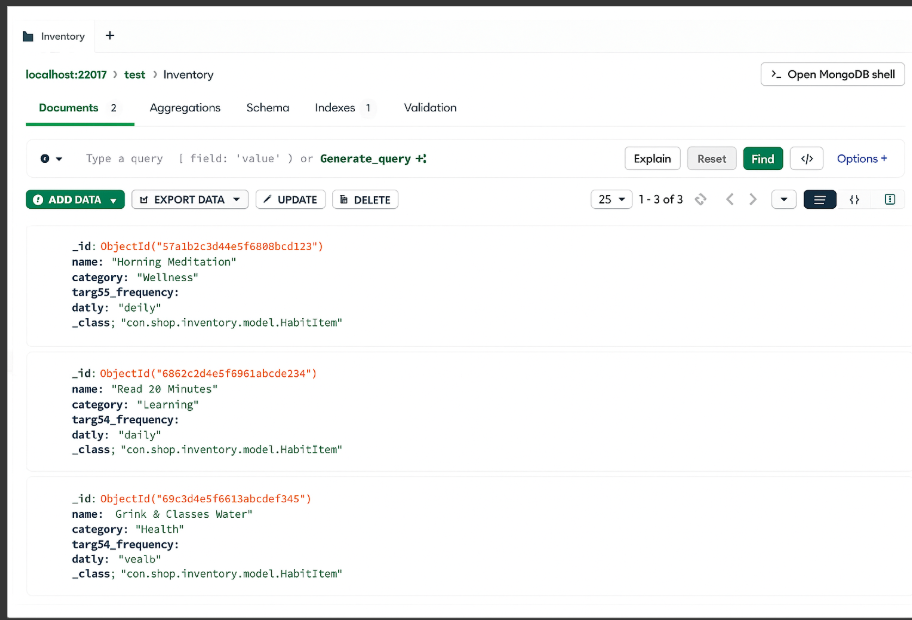 Inventory +
localhost:22017 > test > Inventory
>_ Open MongoDB shell
Documents 2 Aggregations Schema Indexes 1 Validation
Type a query [ field: 'value' ) or Generate_query
Explain Reset Find </> Options +
ADD DATA EXPORT DATA UPDATE DELETE 25 1 - 3 of 3 {}
_id: ObjectId("57a1b2c3d44e5f6808bcd123")
name: "Horning Meditation"
category: "Wellness"
targ55_frequency:
datly: "deily"
_class; "con.shop.inventory.model.HabitItem"
_id: ObjectId("6862c2d4e5f6961abcde234")
name: "Read 20 Minutes"
category: "Learning"
targ54_frequency:
datly: "daily"
_class; "con.shop.inventory.model.HabitItem"
_id: ObjectId("69c3d4e5f6613abcdef345")
name: Grink & Classes Water"
category: "Health"
targ54_frequency:
datly: "vealb"
_class; "con.shop.inventory.model.HabitItem"